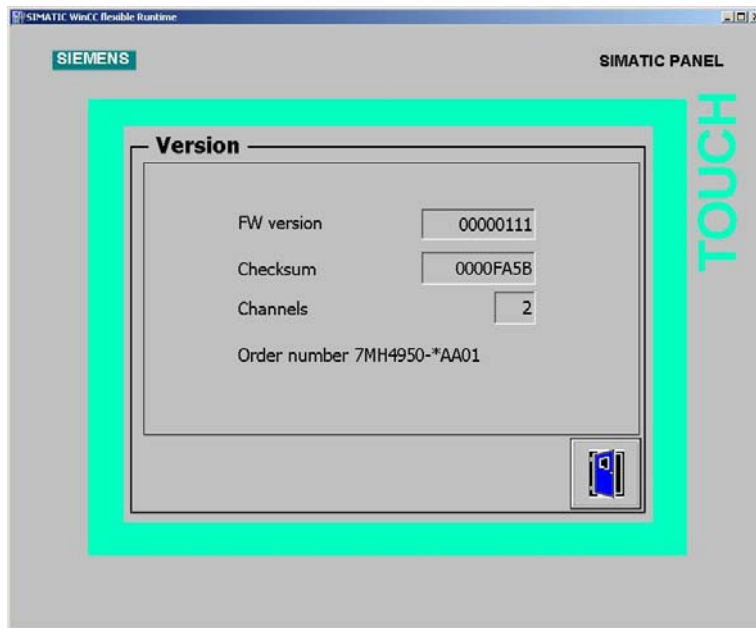 SIMATIC WinCC flexible Runtime
SIEMENS
SIMATIC PANEL
TOUCH
Version
FW version 00000111
Checksum 0000FA5B
Channels 2
Order number 7MH4950-*AA01